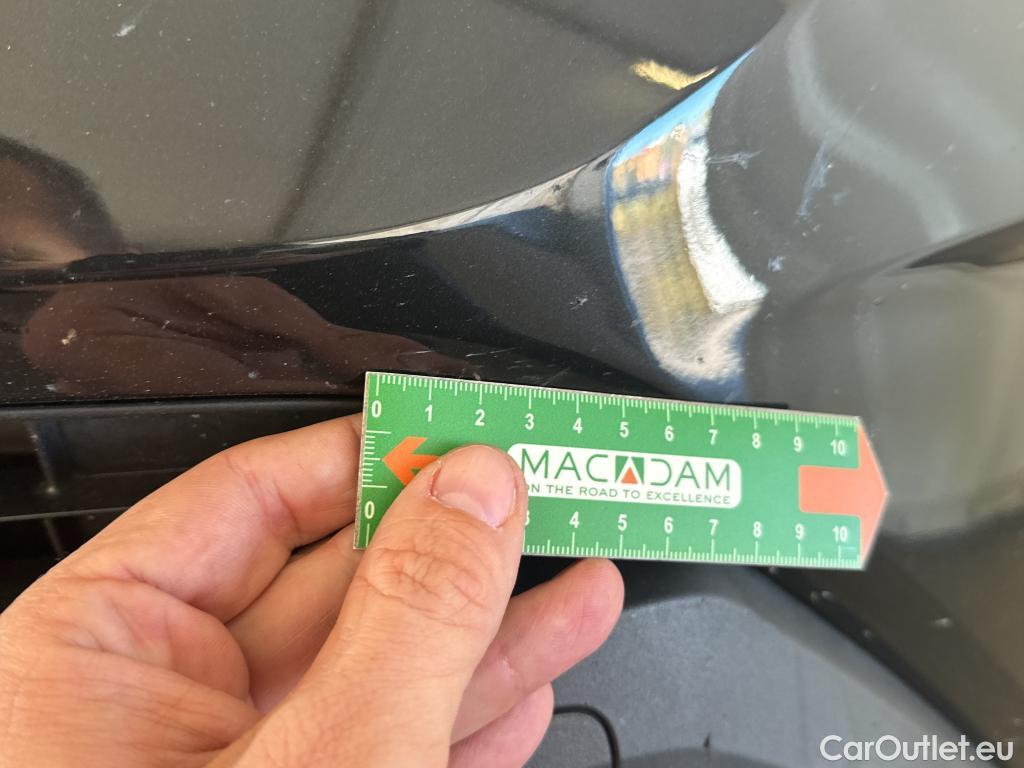 0 1 2 3 4 5 6 7 8 9 10
MACADAM
ON THE ROAD TO EXCELLENCE
0 3 4 5 6 7 8 9 10
CarOutlet.eu